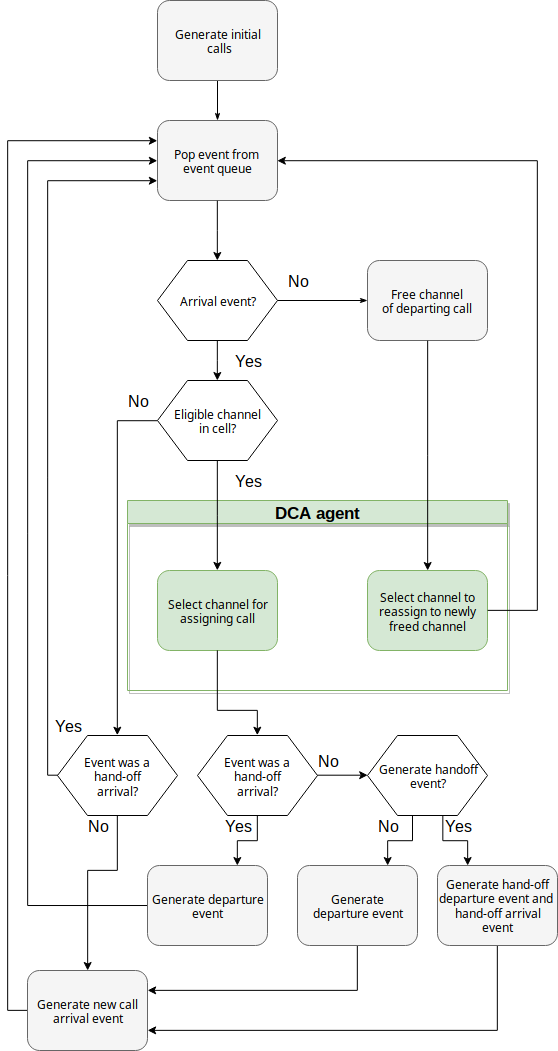 Generate initial
calls
Pop event from
event queue
Arrival event?
No
Free channel
of departing call
Yes
No
Eligible channel
in cell?
Yes
DCA agent
Select channel for
assigning call
Select channel to
reassign to newly
freed channel
Yes
Event was a
hand-off
arrival?
Event was a
hand-off
arrival?
No
Generate handoff
event?
No
Yes
No
Yes
Generate departure
event
Generate
departure event
Generate hand-off
departure event and
hand-off arrival
event
Generate new call
arrival event